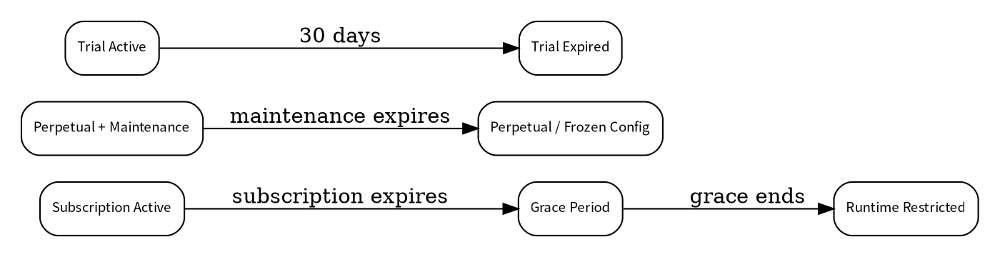 Trial Active
30 days
Trial Expired
Perpetual + Maintenance
maintenance expires
Perpetual / Frozen Config
Subscription Active
subscription expires
Grace Period
grace ends
Runtime Restricted